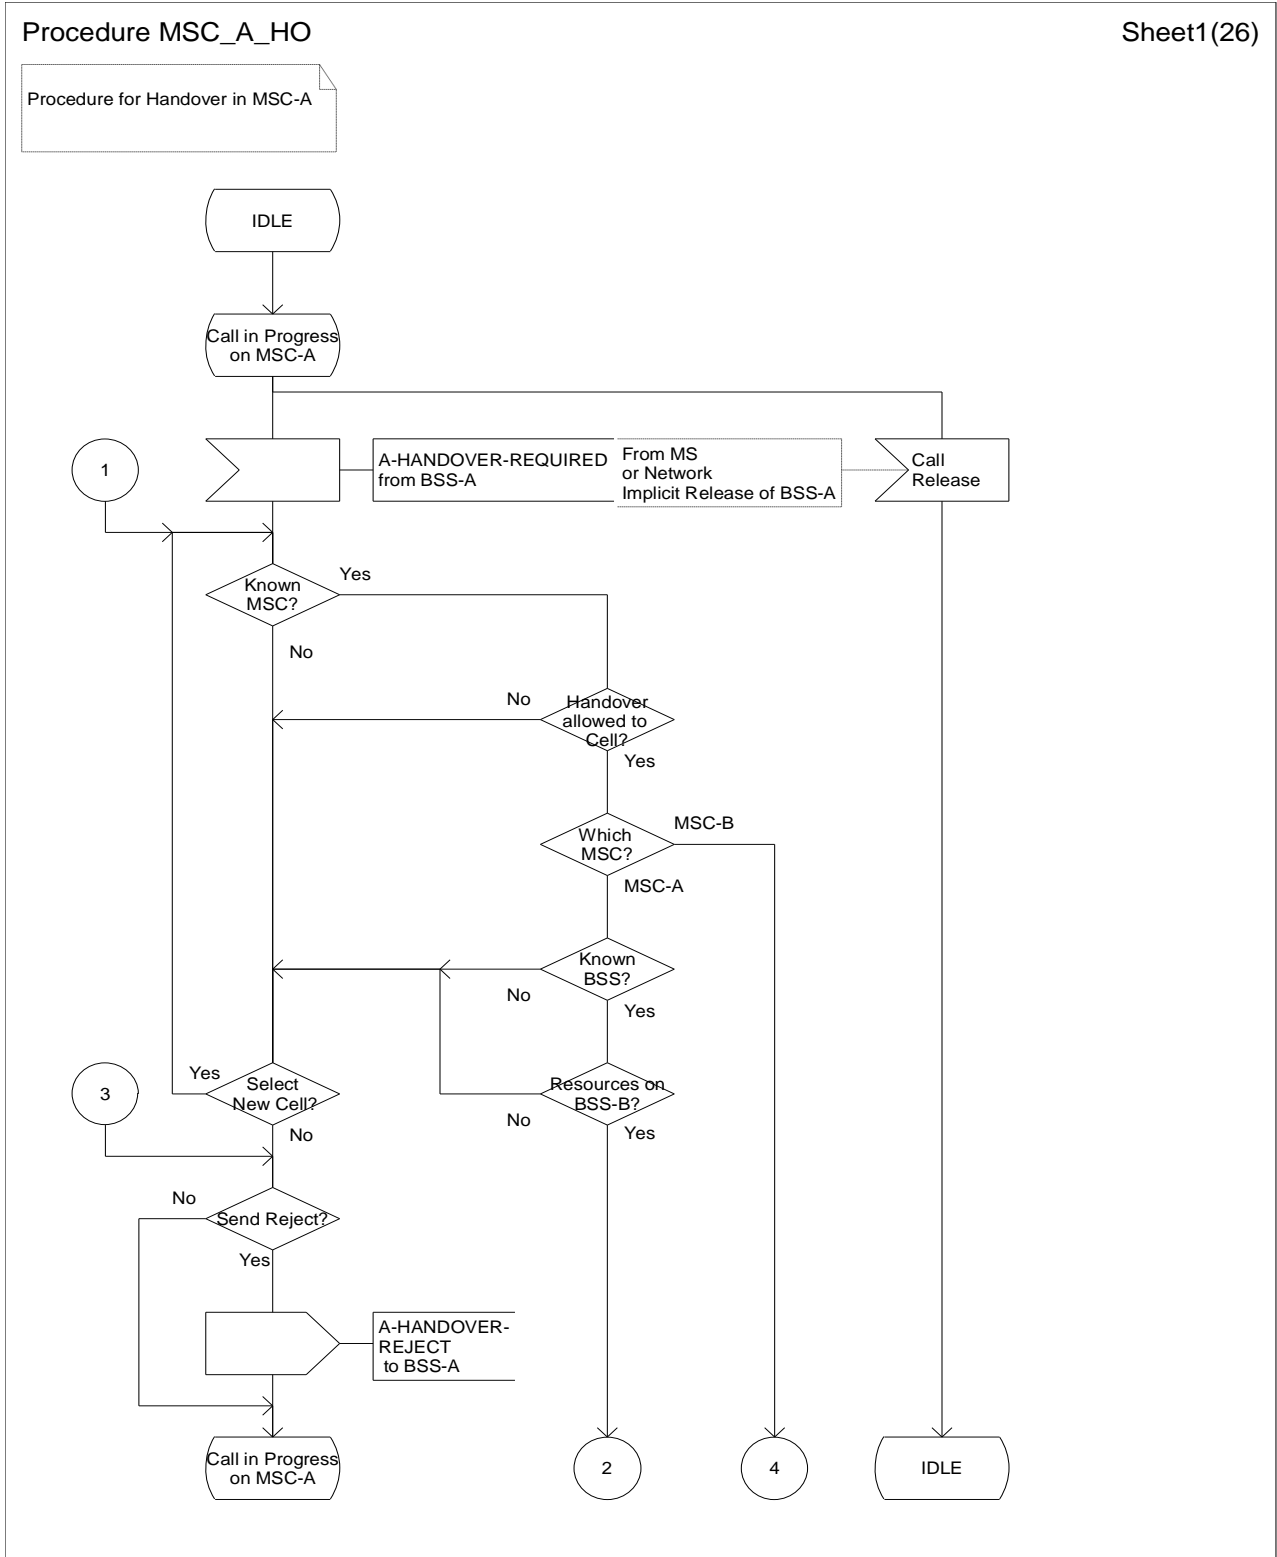 Procedure MSC_A_HO
Sheet1(26)
Procedure for Handover in MSC-A
IDLE
Call in Progress
on MSC-A
1
A-HANDOVER-REQUIRED
from BSS-A
From MS
or Network
Implicit Release of BSS-A
Call
Release
Known
MSC?
Yes
No
Handover
allowed to
Cell?
No
Yes
Which
MSC?
MSC-B
MSC-A
Known
BSS?
No
Yes
3
Yes
Select
New Cell?
No
Resources on
BSS-B?
No
Yes
No
Send Reject?
Yes
A-HANDOVER-
REJECT
to BSS-A
Call in Progress
on MSC-A
2
4
IDLE